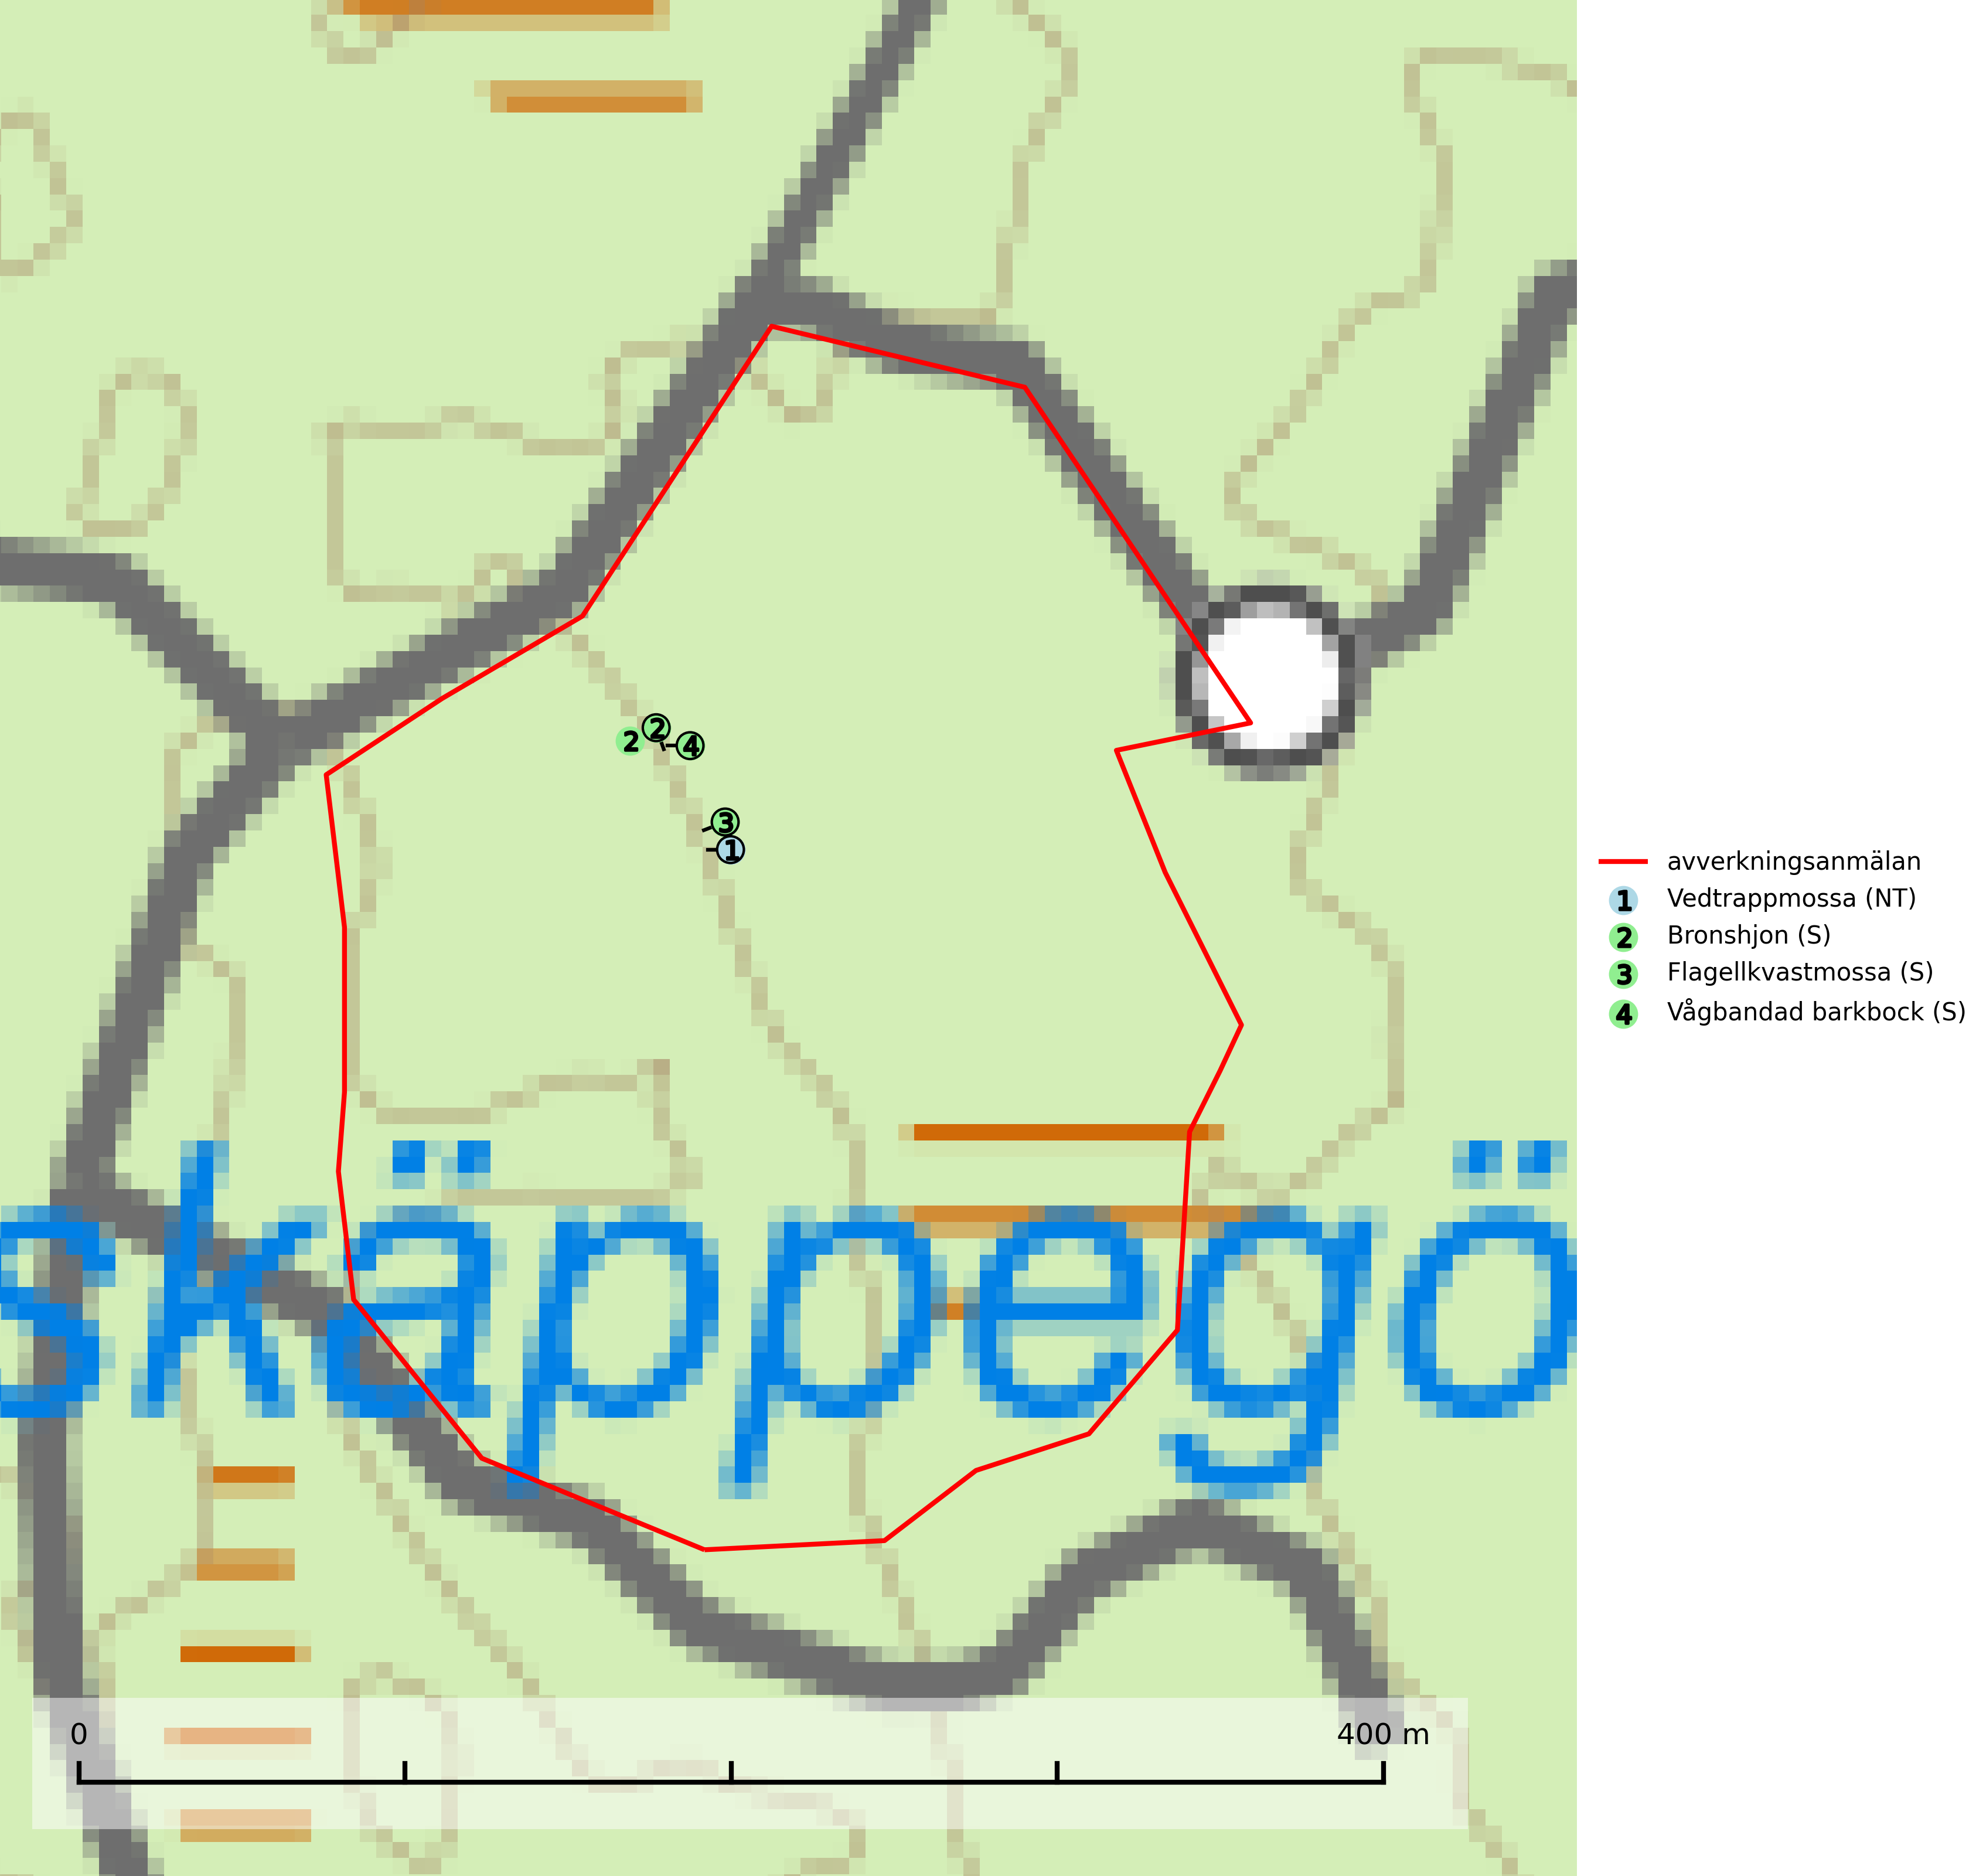 2
2
4
3
1
skäppegö
0
400 m
avverkningsanmälan
1 Vedtrappmossa (NT)
2 Bronshjon (S)
3 Flagellkvastmossa (S)
4 Vågbandad barkbock (S)